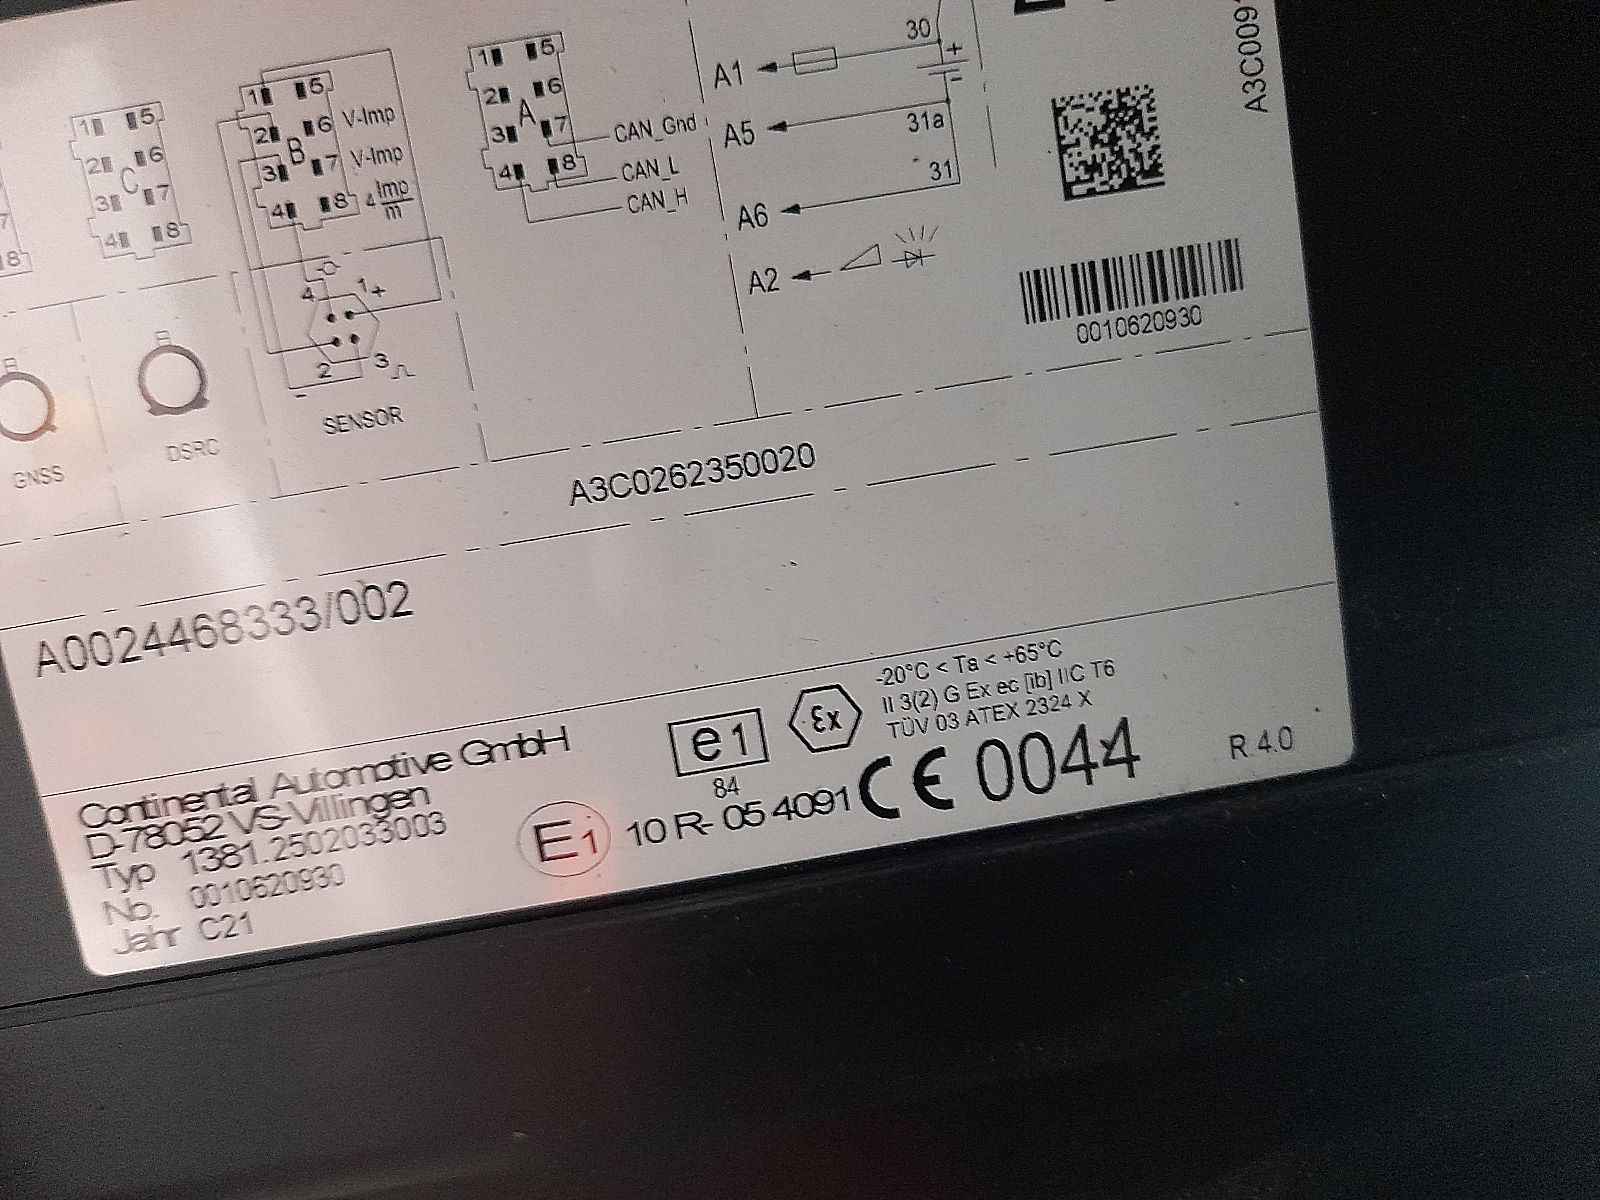 1 5
2 6
C
3 7
4 8
1 5
2 6 V-Imp
B
3 7 V-Imp
4 8 4 Imp/m
1 5
2 6
A
3 7 CAN_Gnd
4 8 CAN_L
CAN_H
7
8
A1 30 + -
A5 31a
A6 31
A2
A3C0091
0010620930
4 1+
2 3
-
GNSS
DSRC
SENSOR
A3C0262350020
A0024468333/002
-20°C < Ta < +65°C
II 3(2) G Ex ec [ib] IIC T6
TÜV 03 ATEX 2324 X
Continental Automotive GmbH
D-78052 VS-Villingen
Typ 1381.2502033003
No. 0010620930
Jahr C21
e1
84
Ex
E1 10 R- 05 4091
CE 0044
R 4.0